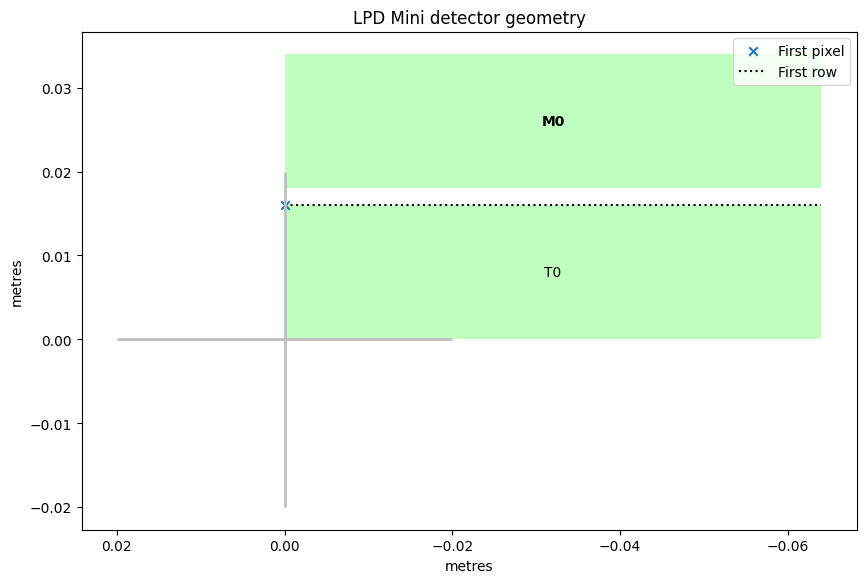 LPD Mini detector geometry
First pixel
First row
M0
T0
0.03
0.02
0.01
0.00
−0.01
−0.02
metres
0.02
0.00
−0.02
−0.04
−0.06
metres